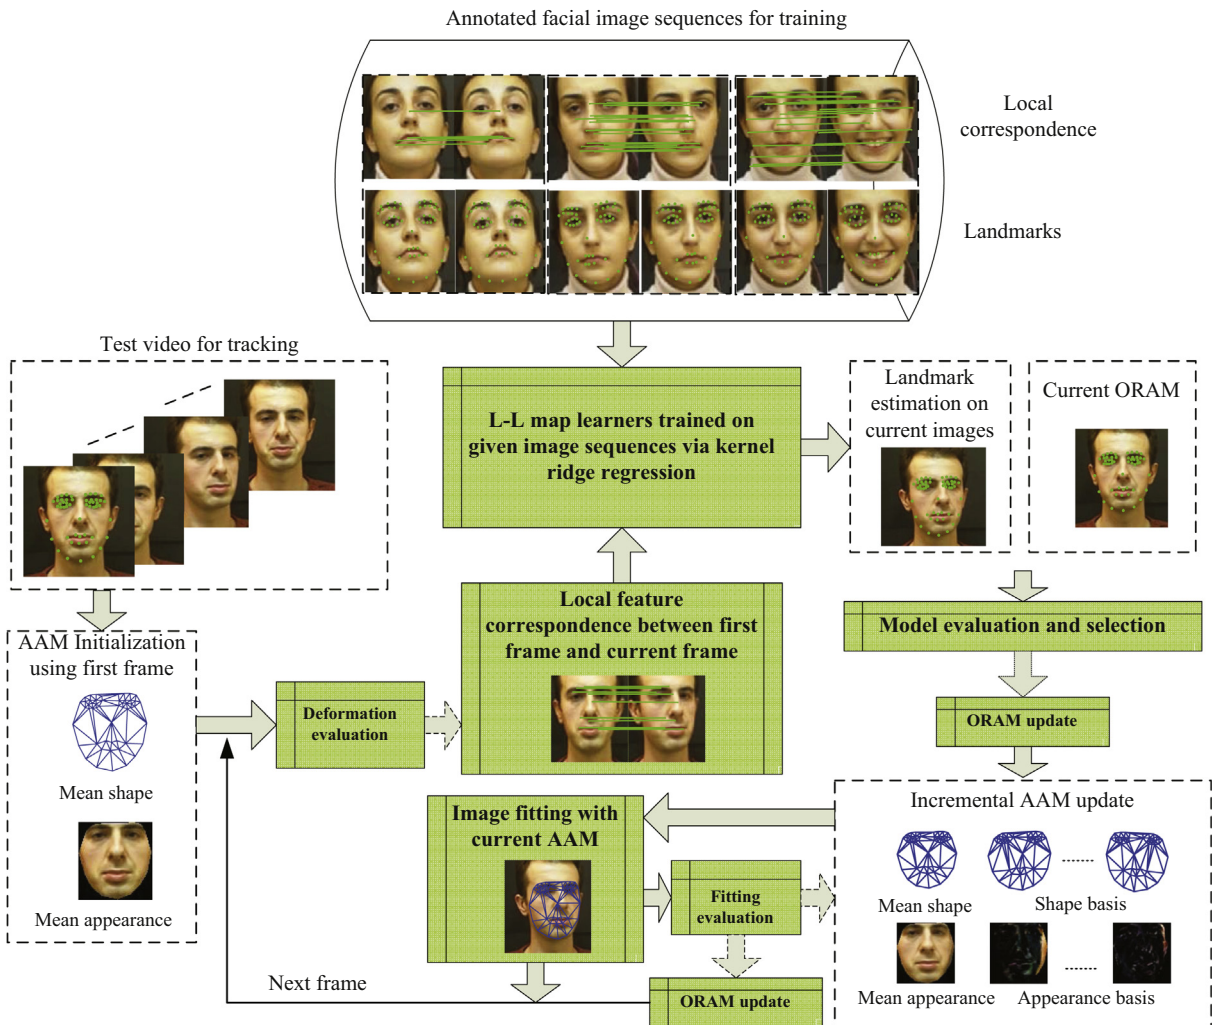 Annotated facial image sequences for training
Local
correspondence
Landmarks
Test video for tracking
L-L map learners trained on
given image sequences via kernel
ridge regression
Landmark
estimation on
current images
Current ORAM
Local feature
correspondence between first
frame and current frame
Model evaluation and selection
AAM Initialization
using first frame
Mean shape
Mean appearance
Deformation
evaluation
ORAM update
Image fitting with
current AAM
Fitting
evaluation
Incremental AAM update
Mean shape
Shape basis
.......
Mean appearance
Appearance basis
.......
Next frame
ORAM update